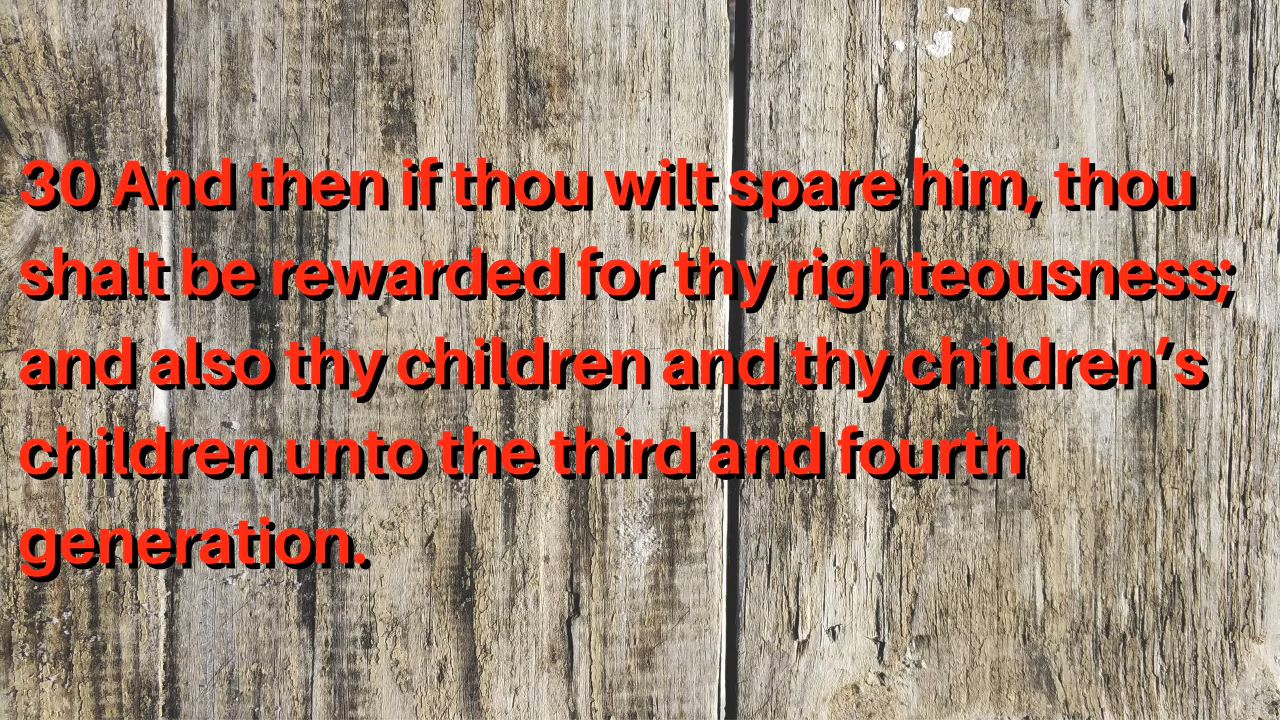 30 And then if thou wilt spare him, thou
shalt be rewarded for thy righteousness;
and also thy children and thy children’s
children unto the third and fourth
generation.